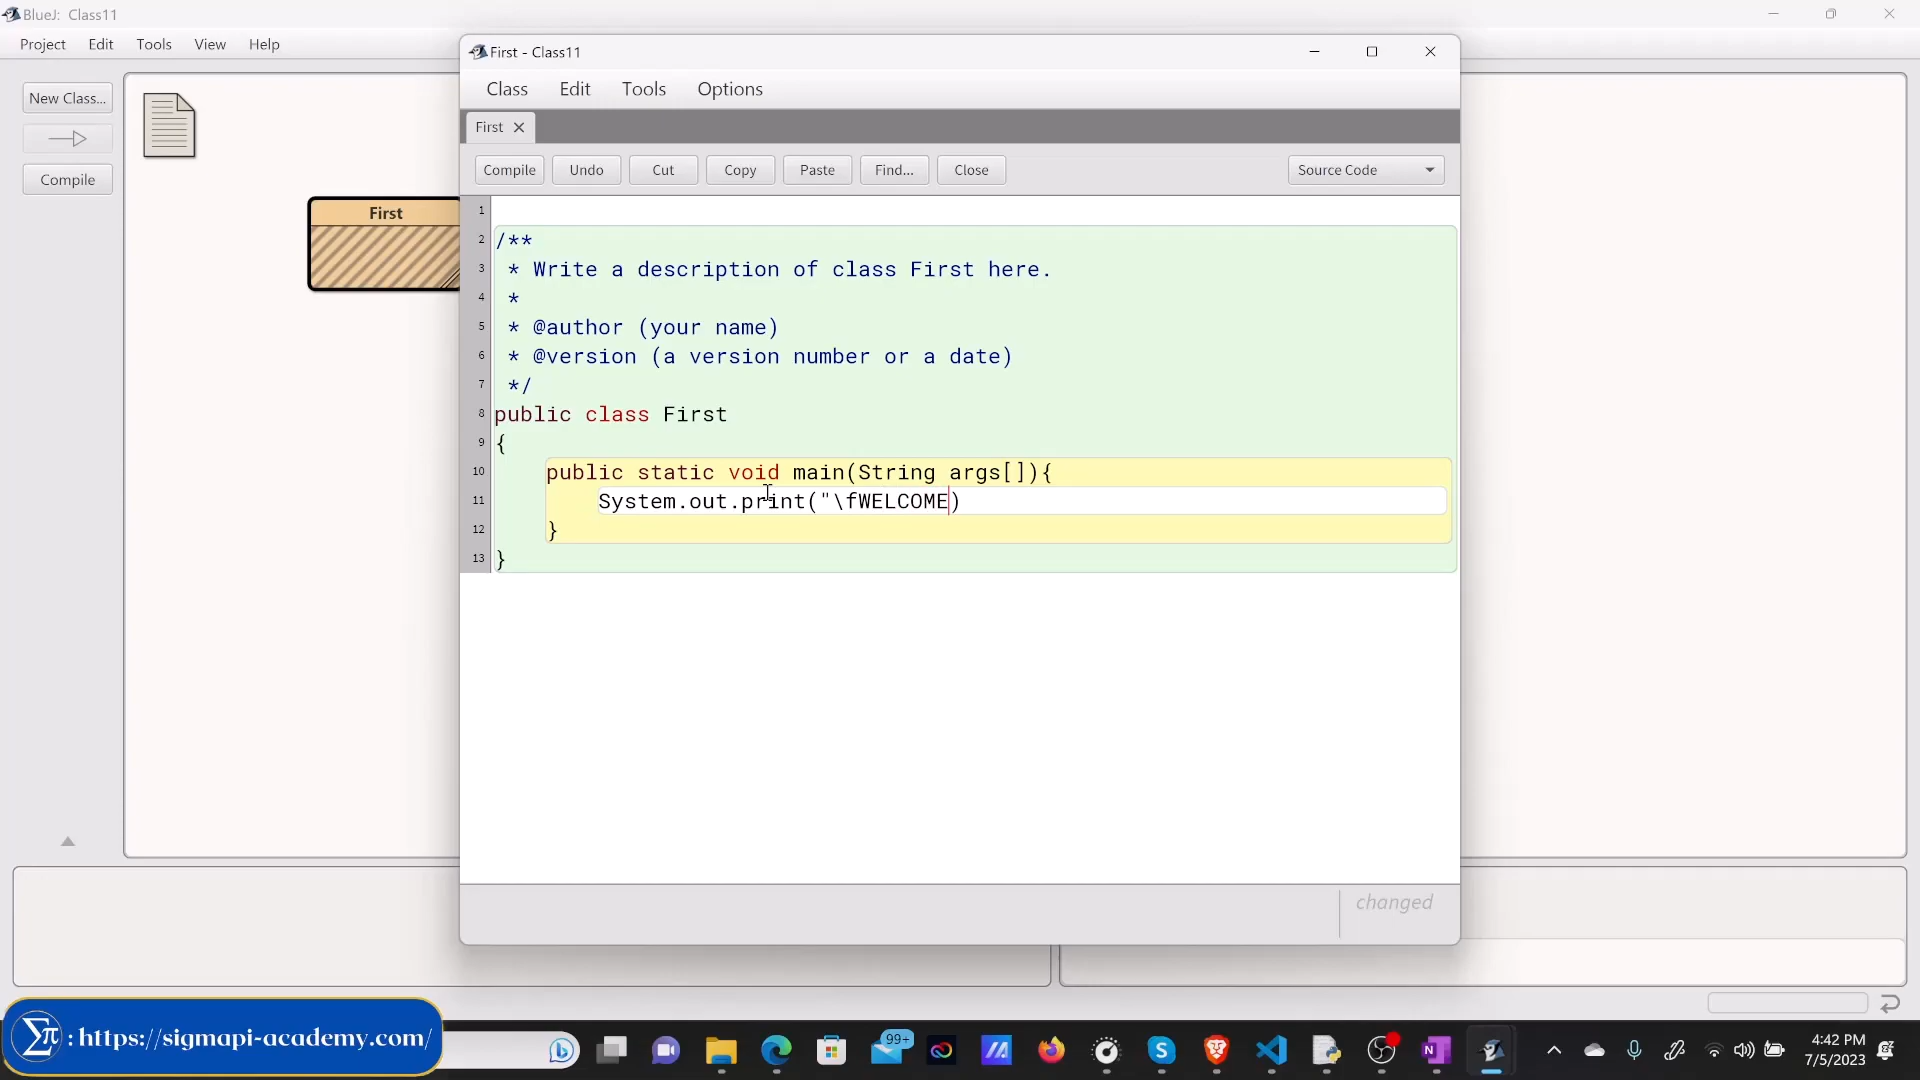 BlueJ: Class11
Project Edit Tools View Help
New Class...
Compile
First
First - Class11
Class Edit Tools Options
First
Compile Undo Cut Copy Paste Find... Close Source Code
1
2 /**
3 * Write a description of class First here.
4 *
5 * @author (your name)
6 * @version (a version number or a date)
7 */
8 public class First
9 {
10 public static void main(String args[]){
11 System.out.print("\fWELCOME)
12 }
13 }
changed
Σπ : https://sigmapi-academy.com/
99+
N
4:42 PM
7/5/2023